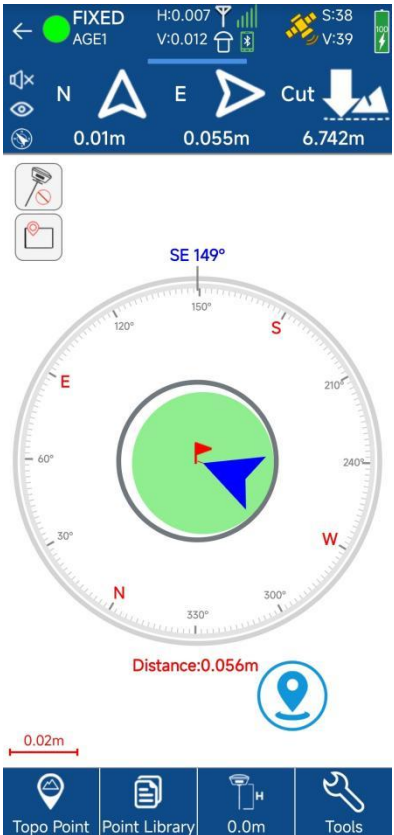 FIXED H:0.007 S:38
AGE1 V:0.012 V:39
100
N E Cut
0.01m 0.055m 6.742m
SE 149°
150°
120° S
E 210°
60° 240°
30° W
N 300°
330°
Distance:0.056m
0.02m
H
Topo Point Point Library 0.0m Tools